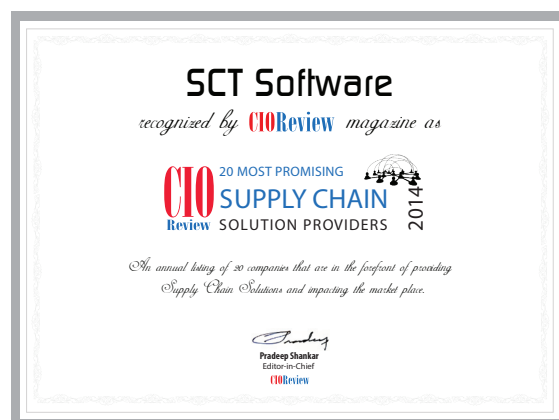 SCT Software
recognized by CIOReview magazine as
CIO Review
20 MOST PROMISING
SUPPLY CHAIN
SOLUTION PROVIDERS
2014
An annual listing of 20 companies that are in the forefront of providing
Supply Chain Solutions and impacting the market place.
Pradeep
Pradeep Shankar
Editor-in-Chief
CIOReview